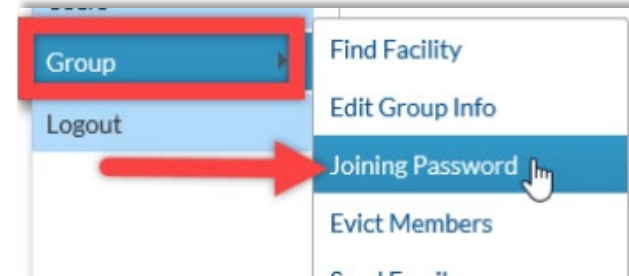 Group
Logout
Find Facility
Edit Group Info
Joining Password
Evict Members